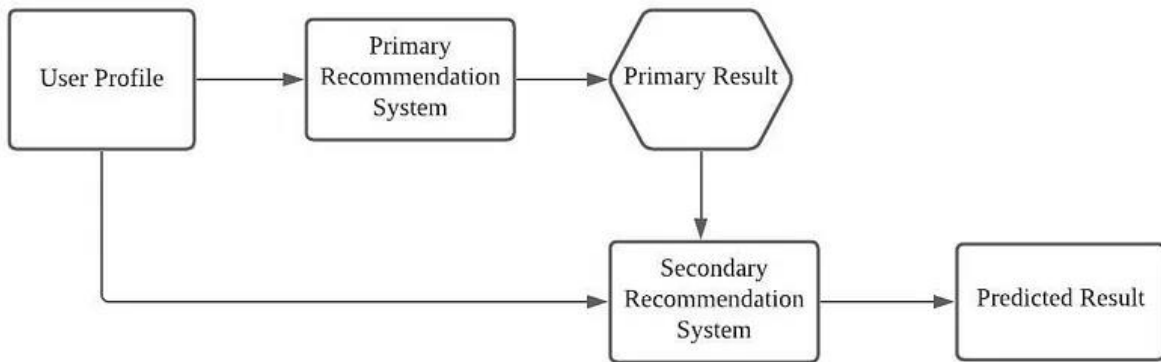 User Profile
Primary
Recommendation
System
Primary Result
Secondary
Recommendation
System
Predicted Result